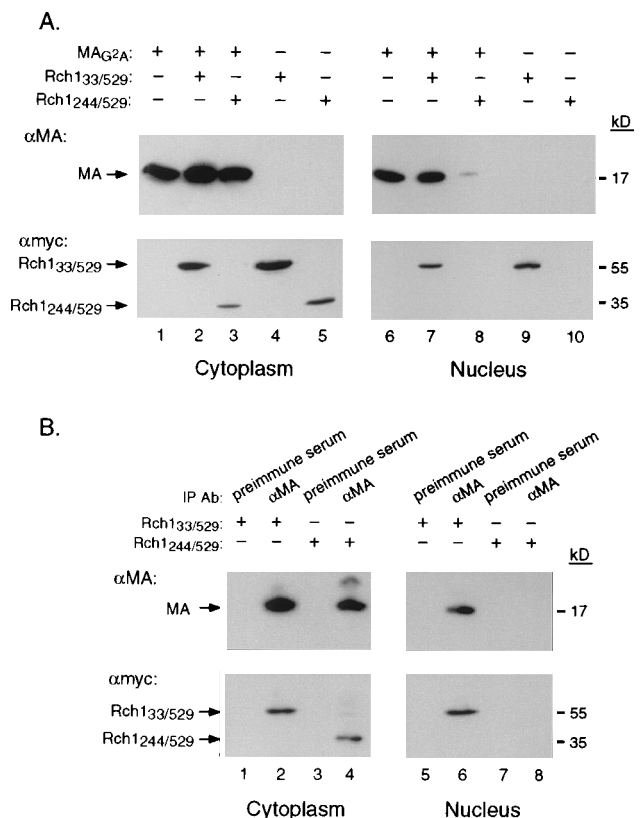 A.
MAG2A + + + – – + + + – –
Rch133/529 – + – + – – + – + –
Rch1244/529 – – + – + – – + – +
αMA:
kD
MA
- 17
αmyc:
Rch133/529
- 55
Rch1244/529
- 35
1 2 3 4 5 6 7 8 9 10
Cytoplasm Nucleus
B.
IP Ab: preimmune serum αMA preimmune serum αMA preimmune serum αMA preimmune serum αMA
Rch133/529 + + – – + + – –
Rch1244/529 – – + + – – + +
kD
αMA:
MA
- 17
αmyc:
Rch133/529
- 55
Rch1244/529
- 35
1 2 3 4 5 6 7 8
Cytoplasm Nucleus